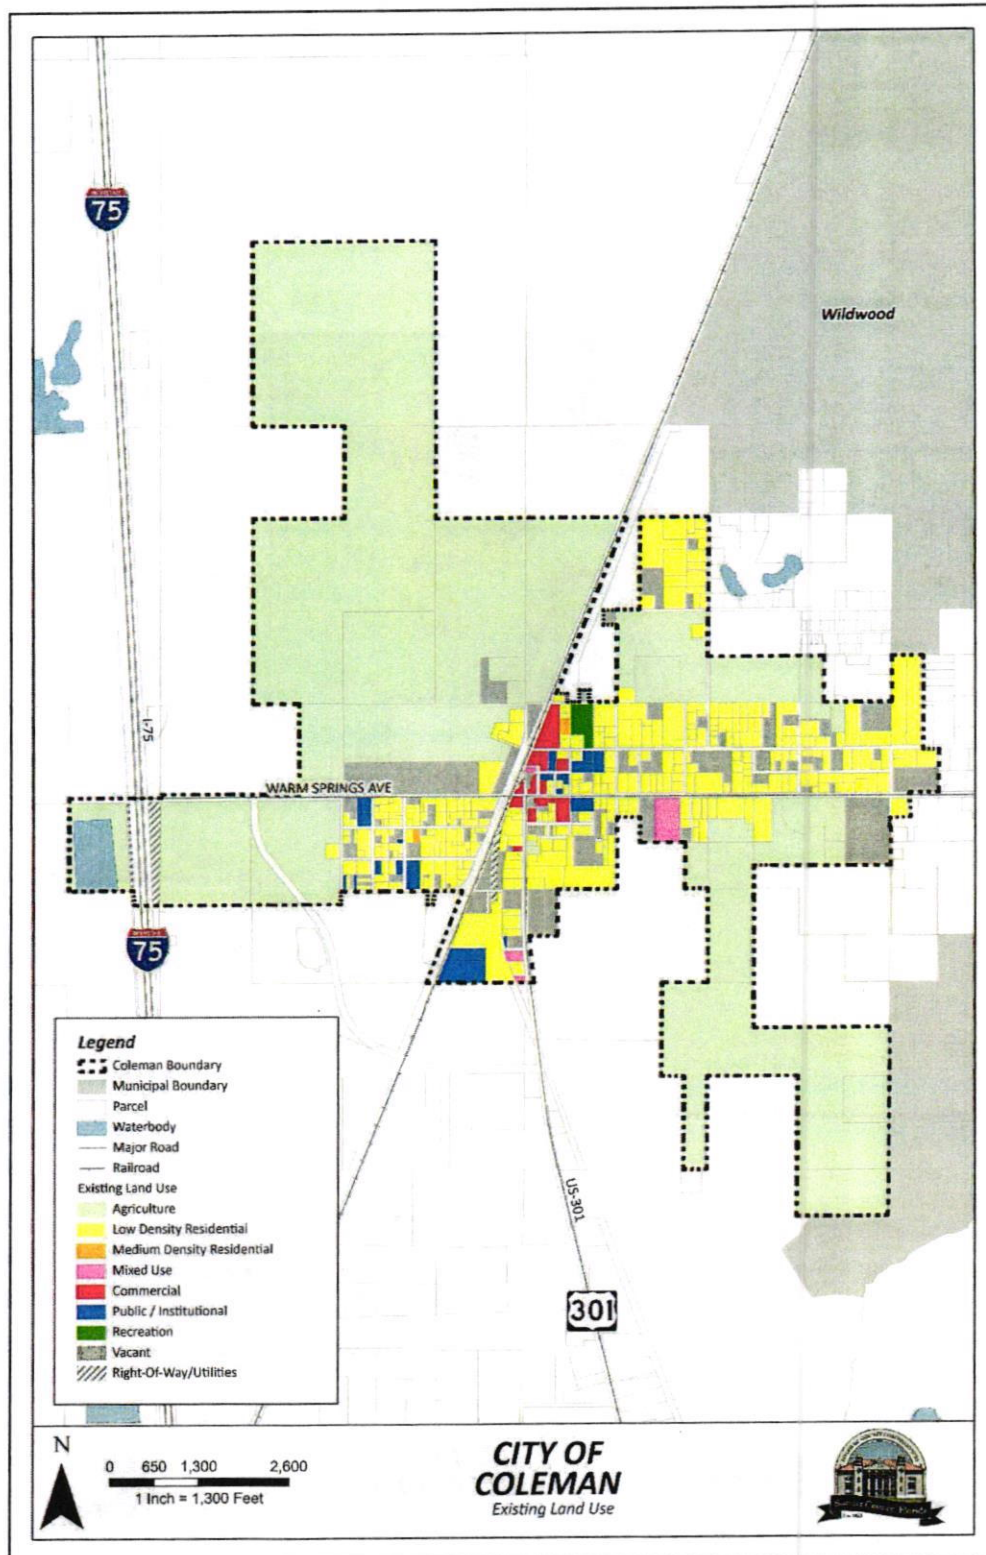 INTERSTATE
75
Wildwood
I-75
WARM SPRINGS AVE
75
US-301
301
Legend
Coleman Boundary
Municipal Boundary
Parcel
Waterbody
Major Road
Railroad
Existing Land Use
Agriculture
Low Density Residential
Medium Density Residential
Mixed Use
Commercial
Public / Institutional
Recreation
Vacant
Right-Of-Way/Utilities
N
0 650 1,300 2,600
1 Inch = 1,300 Feet
CITY OF
COLEMAN
Existing Land Use